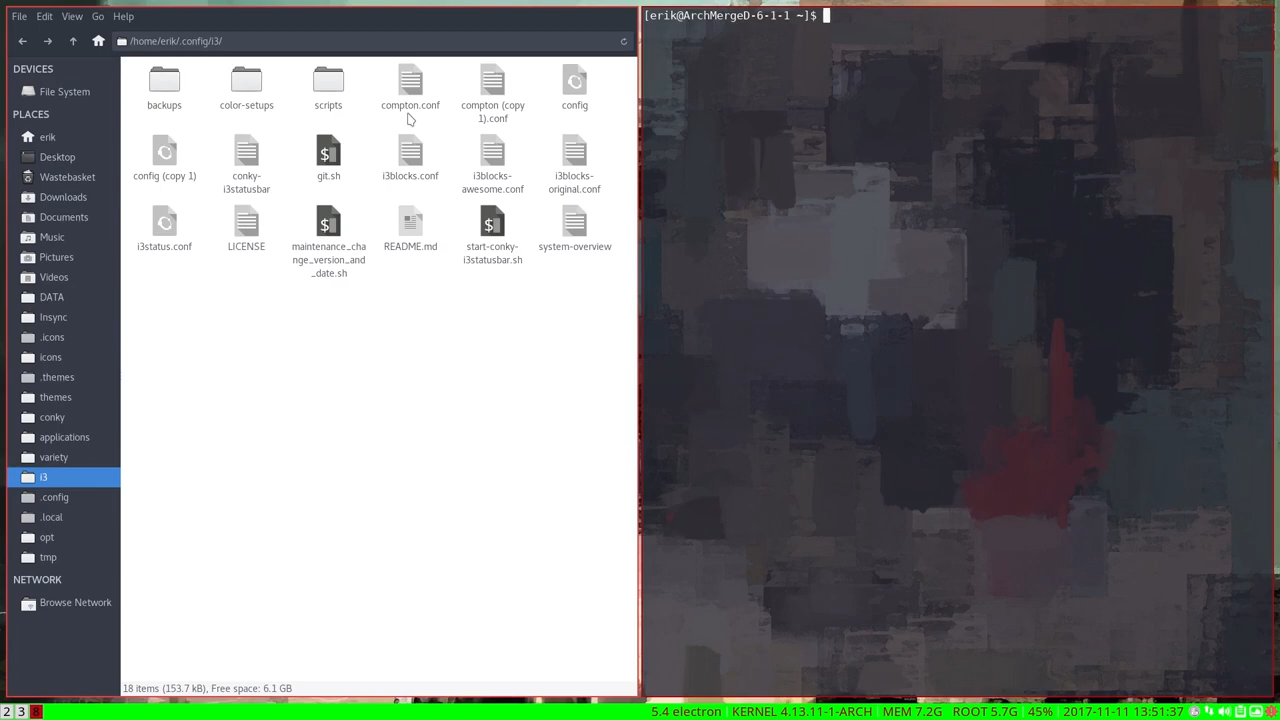 File Edit View Go Help
/home/erik/.config/i3/
DEVICES
File System
PLACES
erik
Desktop
Wastebasket
Downloads
Documents
Music
Pictures
Videos
DATA
Insync
.icons
icons
.themes
themes
conky
applications
variety
i3
.config
.local
opt
tmp
NETWORK
Browse Network
backups
color-setups
scripts
compton.conf
compton (copy
1).conf
config
config (copy 1)
conky-
i3statusbar
git.sh
i3blocks.conf
i3blocks-
awesome.conf
i3blocks-
original.conf
i3status.conf
LICENSE
maintenance_cha
nge_version_and
_date.sh
README.md
start-conky-
i3statusbar.sh
system-overview
18 items (153.7 kB), Free space: 6.1 GB
[erik@ArchMergeD-6-1-1 ~]$
2 3 8
5.4 electron KERNEL 4.13.11-1-ARCH MEM 7.2G ROOT 5.7G 45% 2017-11-11 13:51:37